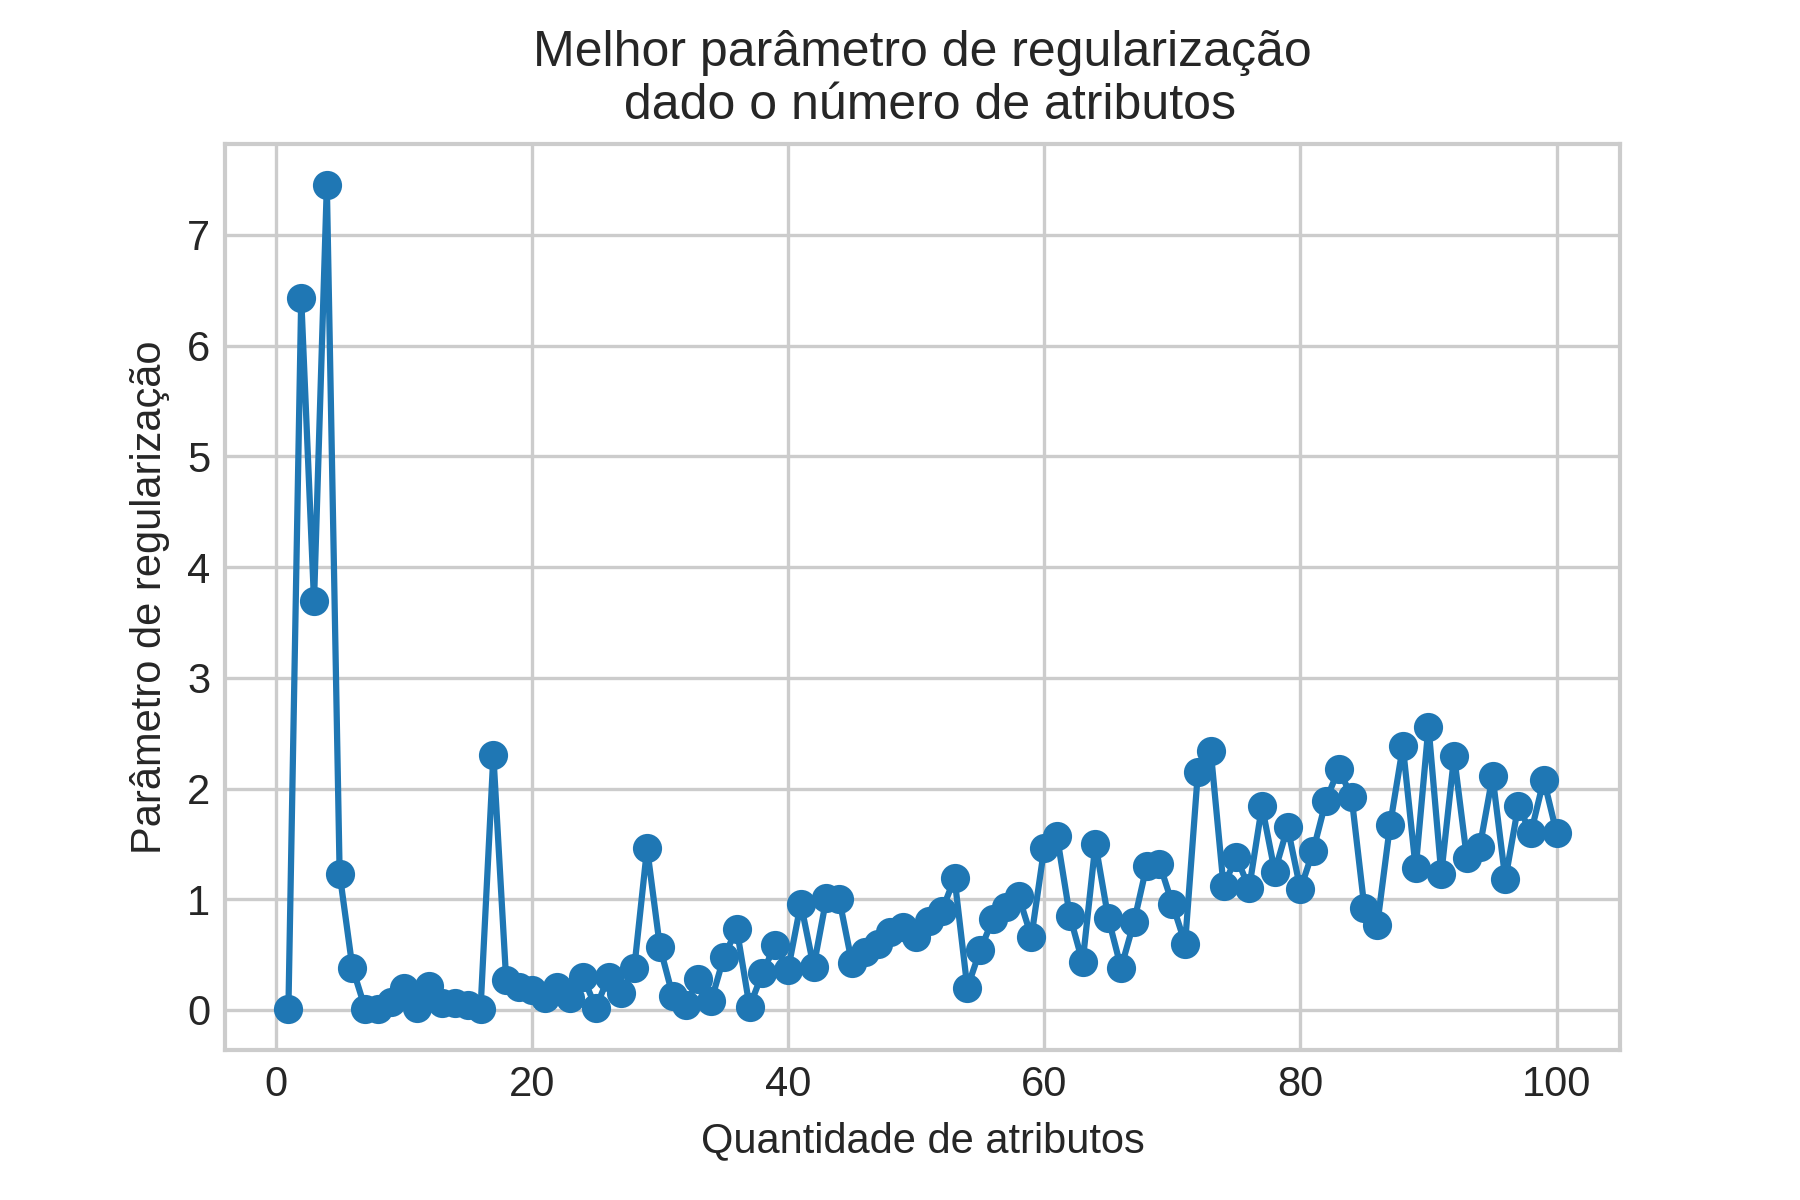 Melhor parâmetro de regularização
dado o número de atributos
Parâmetro de regularização
7
6
5
4
3
2
1
0
0 20 40 60 80 100
Quantidade de atributos